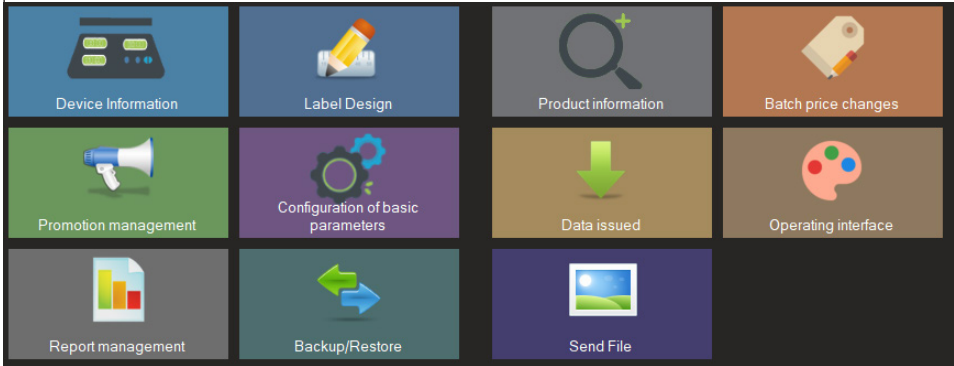 Device Information
Label Design
Product information
Batch price changes
Promotion management
Configuration of basic
parameters
Data issued
Operating interface
Report management
Backup/Restore
Send File